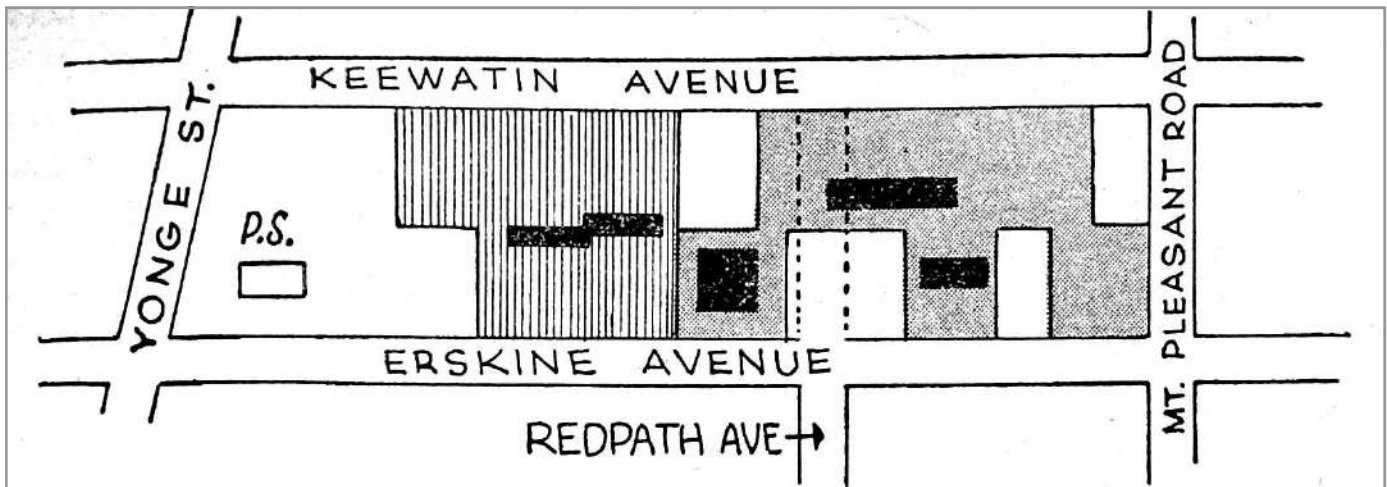 KEEWATIN AVENUE
YONGE ST.
P.S.
MT. PLEASANT ROAD
ERSKINE AVENUE
REDPATH AVE